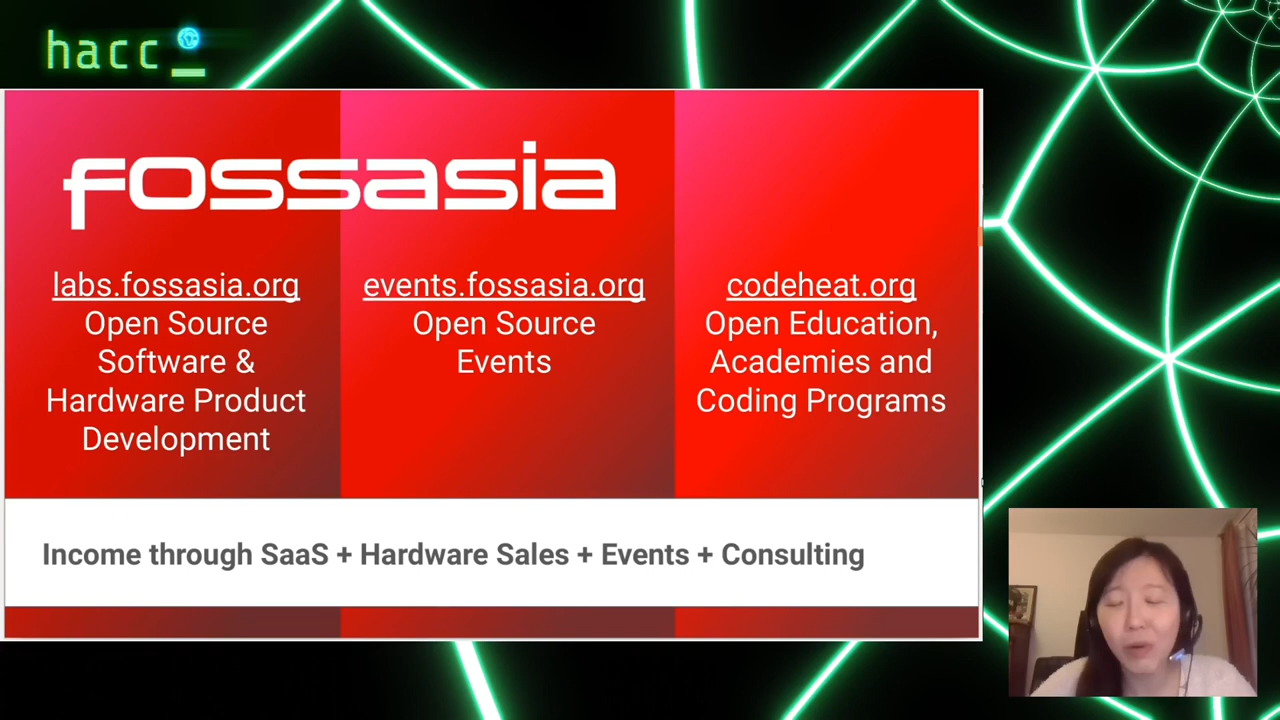 hacc_
fossasia
labs.fossasia.org
Open Source
Software &
Hardware Product
Development
events.fossasia.org
Open Source
Events
codeheat.org
Open Education,
Academies and
Coding Programs
Income through SaaS + Hardware Sales + Events + Consulting